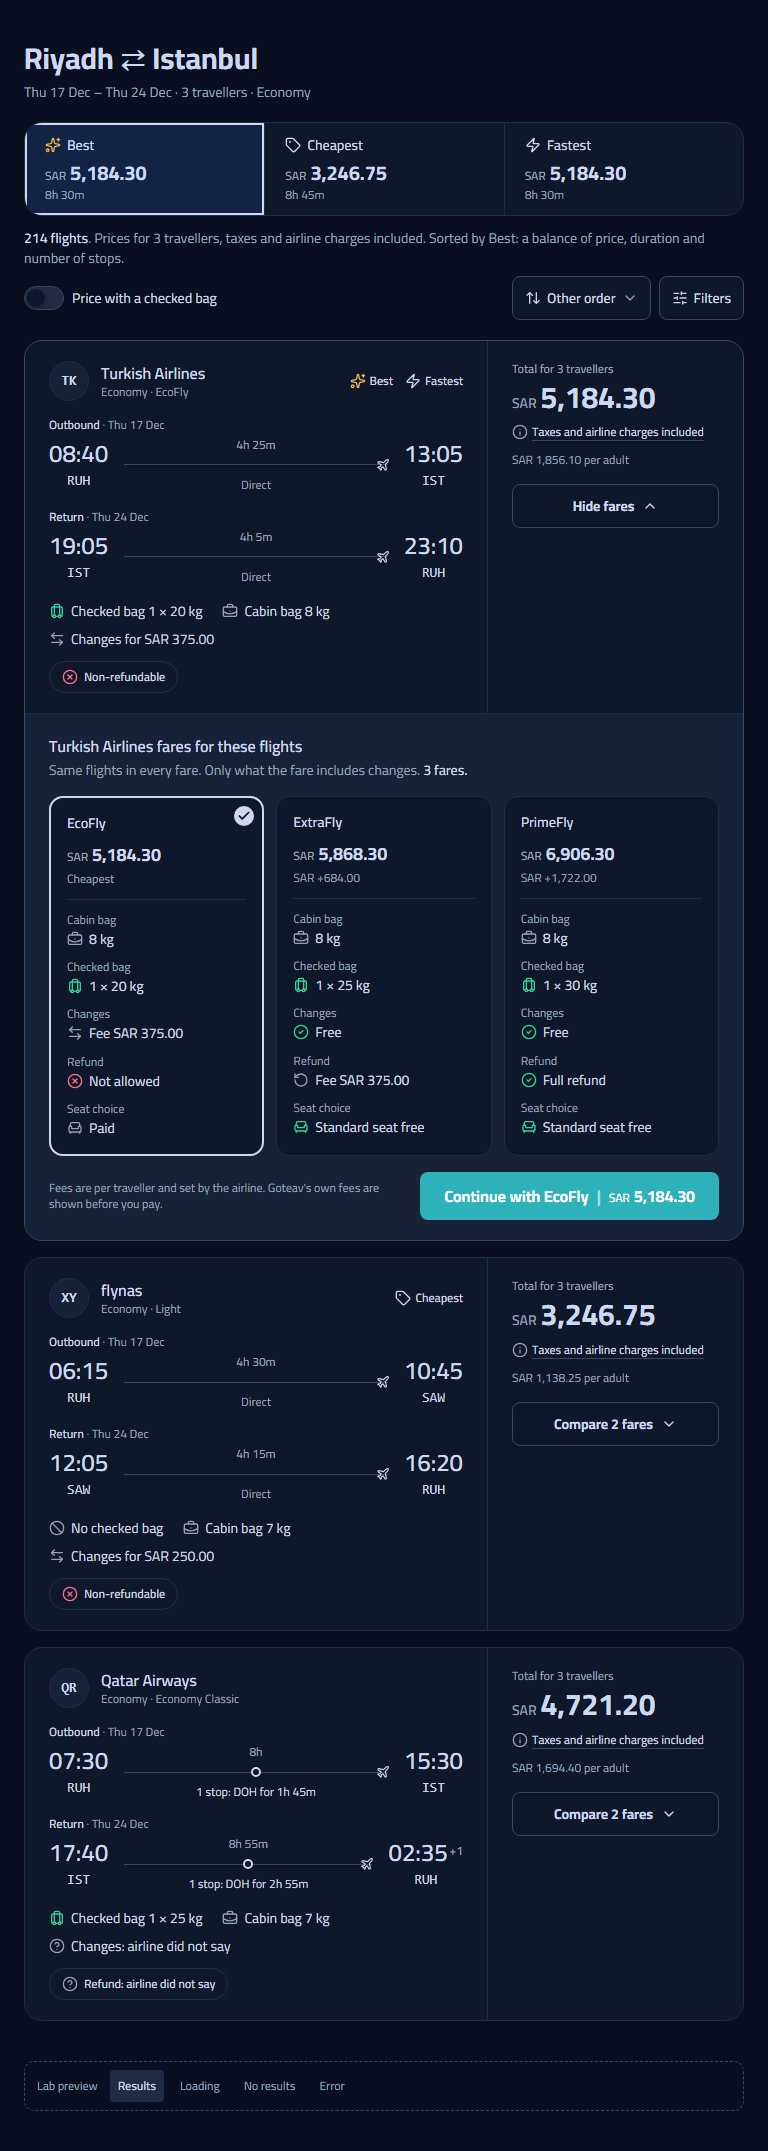 Riyadh ⇄ Istanbul
Thu 17 Dec – Thu 24 Dec · 3 travellers · Economy
Best
SAR 5,184.30
8h 30m
Cheapest
SAR 3,246.75
8h 45m
Fastest
SAR 5,184.30
8h 30m
214 flights. Prices for 3 travellers, taxes and airline charges included. Sorted by Best: a balance of price, duration and
number of stops.
Price with a checked bag
Other order
Filters
TK
Turkish Airlines
Economy · EcoFly
Best
Fastest
Outbound · Thu 17 Dec
08:40
RUH
4h 25m
Direct
13:05
IST
Return · Thu 24 Dec
19:05
IST
4h 5m
Direct
23:10
RUH
Checked bag 1 × 20 kg
Cabin bag 8 kg
Changes for SAR 375.00
Non-refundable
Total for 3 travellers
SAR 5,184.30
Taxes and airline charges included
SAR 1,856.10 per adult
Hide fares
Turkish Airlines fares for these flights
Same flights in every fare. Only what the fare includes changes. 3 fares.
EcoFly
SAR 5,184.30
Cheapest
Cabin bag
8 kg
Checked bag
1 × 20 kg
Changes
Fee SAR 375.00
Refund
Not allowed
Seat choice
Paid
ExtraFly
SAR 5,868.30
SAR +684.00
Cabin bag
8 kg
Checked bag
1 × 25 kg
Changes
Free
Refund
Fee SAR 375.00
Seat choice
Standard seat free
PrimeFly
SAR 6,906.30
SAR +1,722.00
Cabin bag
8 kg
Checked bag
1 × 30 kg
Changes
Free
Refund
Full refund
Seat choice
Standard seat free
Fees are per traveller and set by the airline. Goteav's own fees are
shown before you pay.
Continue with EcoFly | SAR 5,184.30
XY
flynas
Economy · Light
Cheapest
Outbound · Thu 17 Dec
06:15
RUH
4h 30m
Direct
10:45
SAW
Return · Thu 24 Dec
12:05
SAW
4h 15m
Direct
16:20
RUH
No checked bag
Cabin bag 7 kg
Changes for SAR 250.00
Non-refundable
Total for 3 travellers
SAR 3,246.75
Taxes and airline charges included
SAR 1,138.25 per adult
Compare 2 fares
QR
Qatar Airways
Economy · Economy Classic
Outbound · Thu 17 Dec
07:30
RUH
8h
1 stop: DOH for 1h 45m
15:30
IST
Return · Thu 24 Dec
17:40
IST
8h 55m
1 stop: DOH for 2h 55m
02:35 +1
RUH
Checked bag 1 × 25 kg
Cabin bag 7 kg
Changes: airline did not say
Refund: airline did not say
Total for 3 travellers
SAR 4,721.20
Taxes and airline charges included
SAR 1,694.40 per adult
Compare 2 fares
Lab preview
Results
Loading
No results
Error